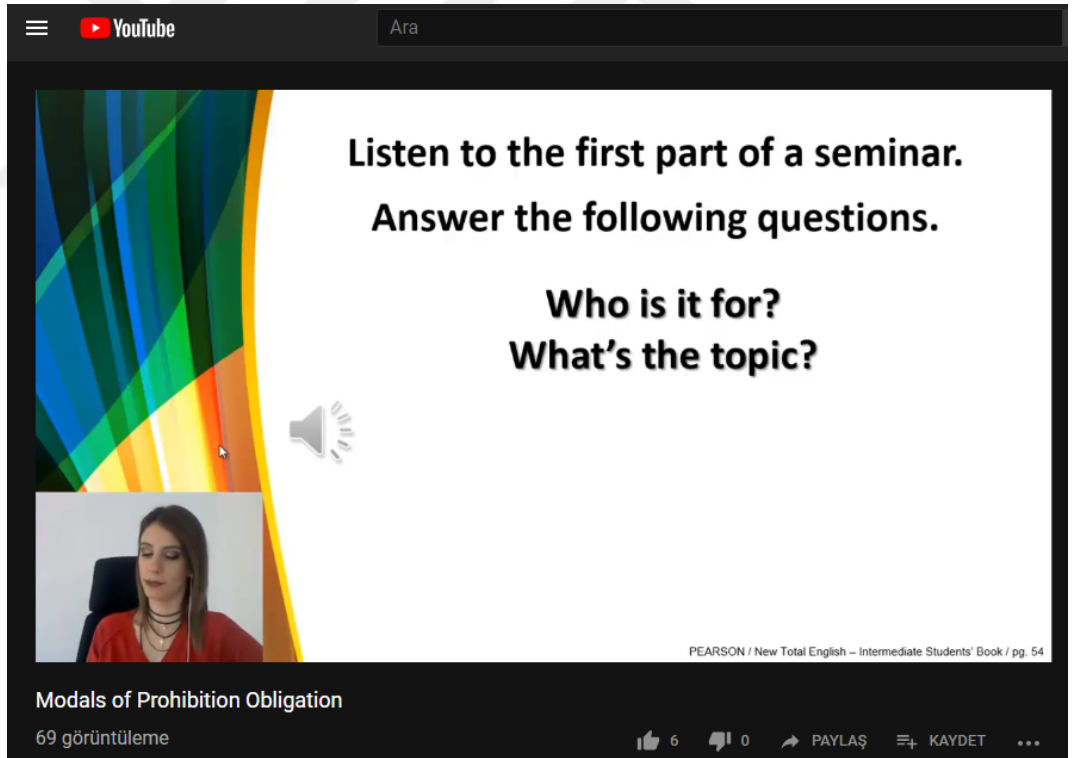 YouTube
Ara
Listen to the first part of a seminar.
Answer the following questions.
Who is it for?
What's the topic?
PEARSON / New Total English – Intermediate Students' Book / pg. 54
Modals of Prohibition Obligation
69 görüntüleme
6
0
PAYLAŞ
KAYDET